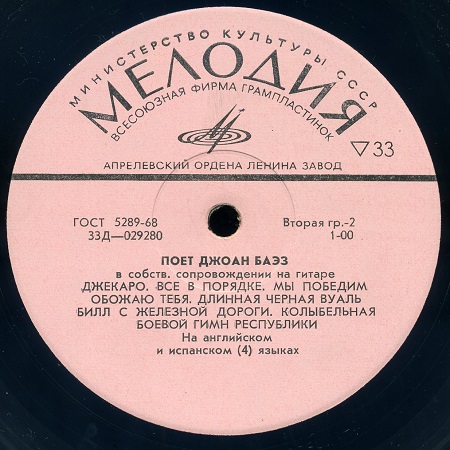 МИНИСТЕРСТВО КУЛЬТУРЫ СССР
МЕЛОДИЯ
ВСЕСОЮЗНАЯ ФИРМА ГРАМПЛАСТИНОК
▽33
АПРЕЛЕВСКИЙ ОРДЕНА ЛЕНИНА ЗАВОД
ГОСТ 5289-68 Вторая гр.-2
33Д—029280 1-00
ПОЕТ ДЖОАН БАЭЗ
в собств. сопровождении на гитаре
ДЖЕКАРО. ВСЕ В ПОРЯДКЕ. МЫ ПОБЕДИМ
ОБОЖАЮ ТЕБЯ. ДЛИННАЯ ЧЕРНАЯ ВУАЛЬ
БИЛЛ С ЖЕЛЕЗНОЙ ДОРОГИ. КОЛЫБЕЛЬНАЯ
БОЕВОЙ ГИМН РЕСПУБЛИКИ
На английском
и испанском (4) языках